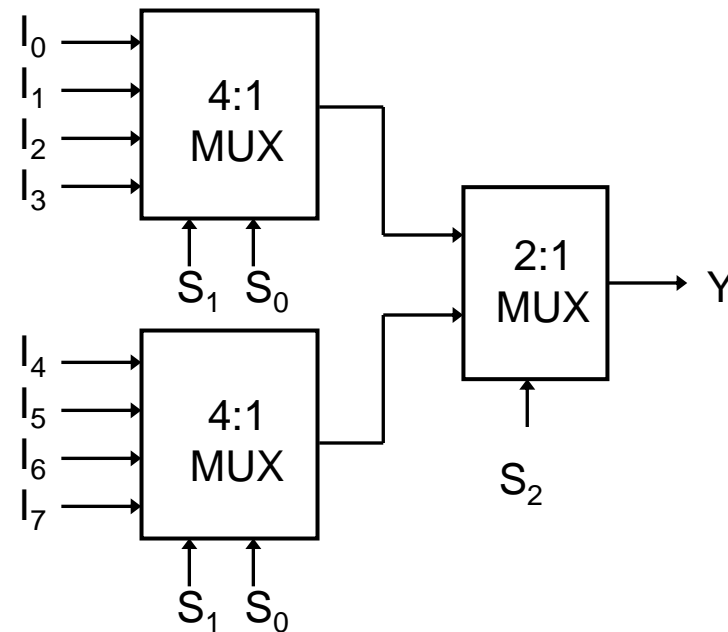 I₀
I₁
I₂
I₃
4:1
MUX
S₁ S₀
2:1
MUX
Y
S₂
I₄
I₅
I₆
I₇
4:1
MUX
S₁ S₀